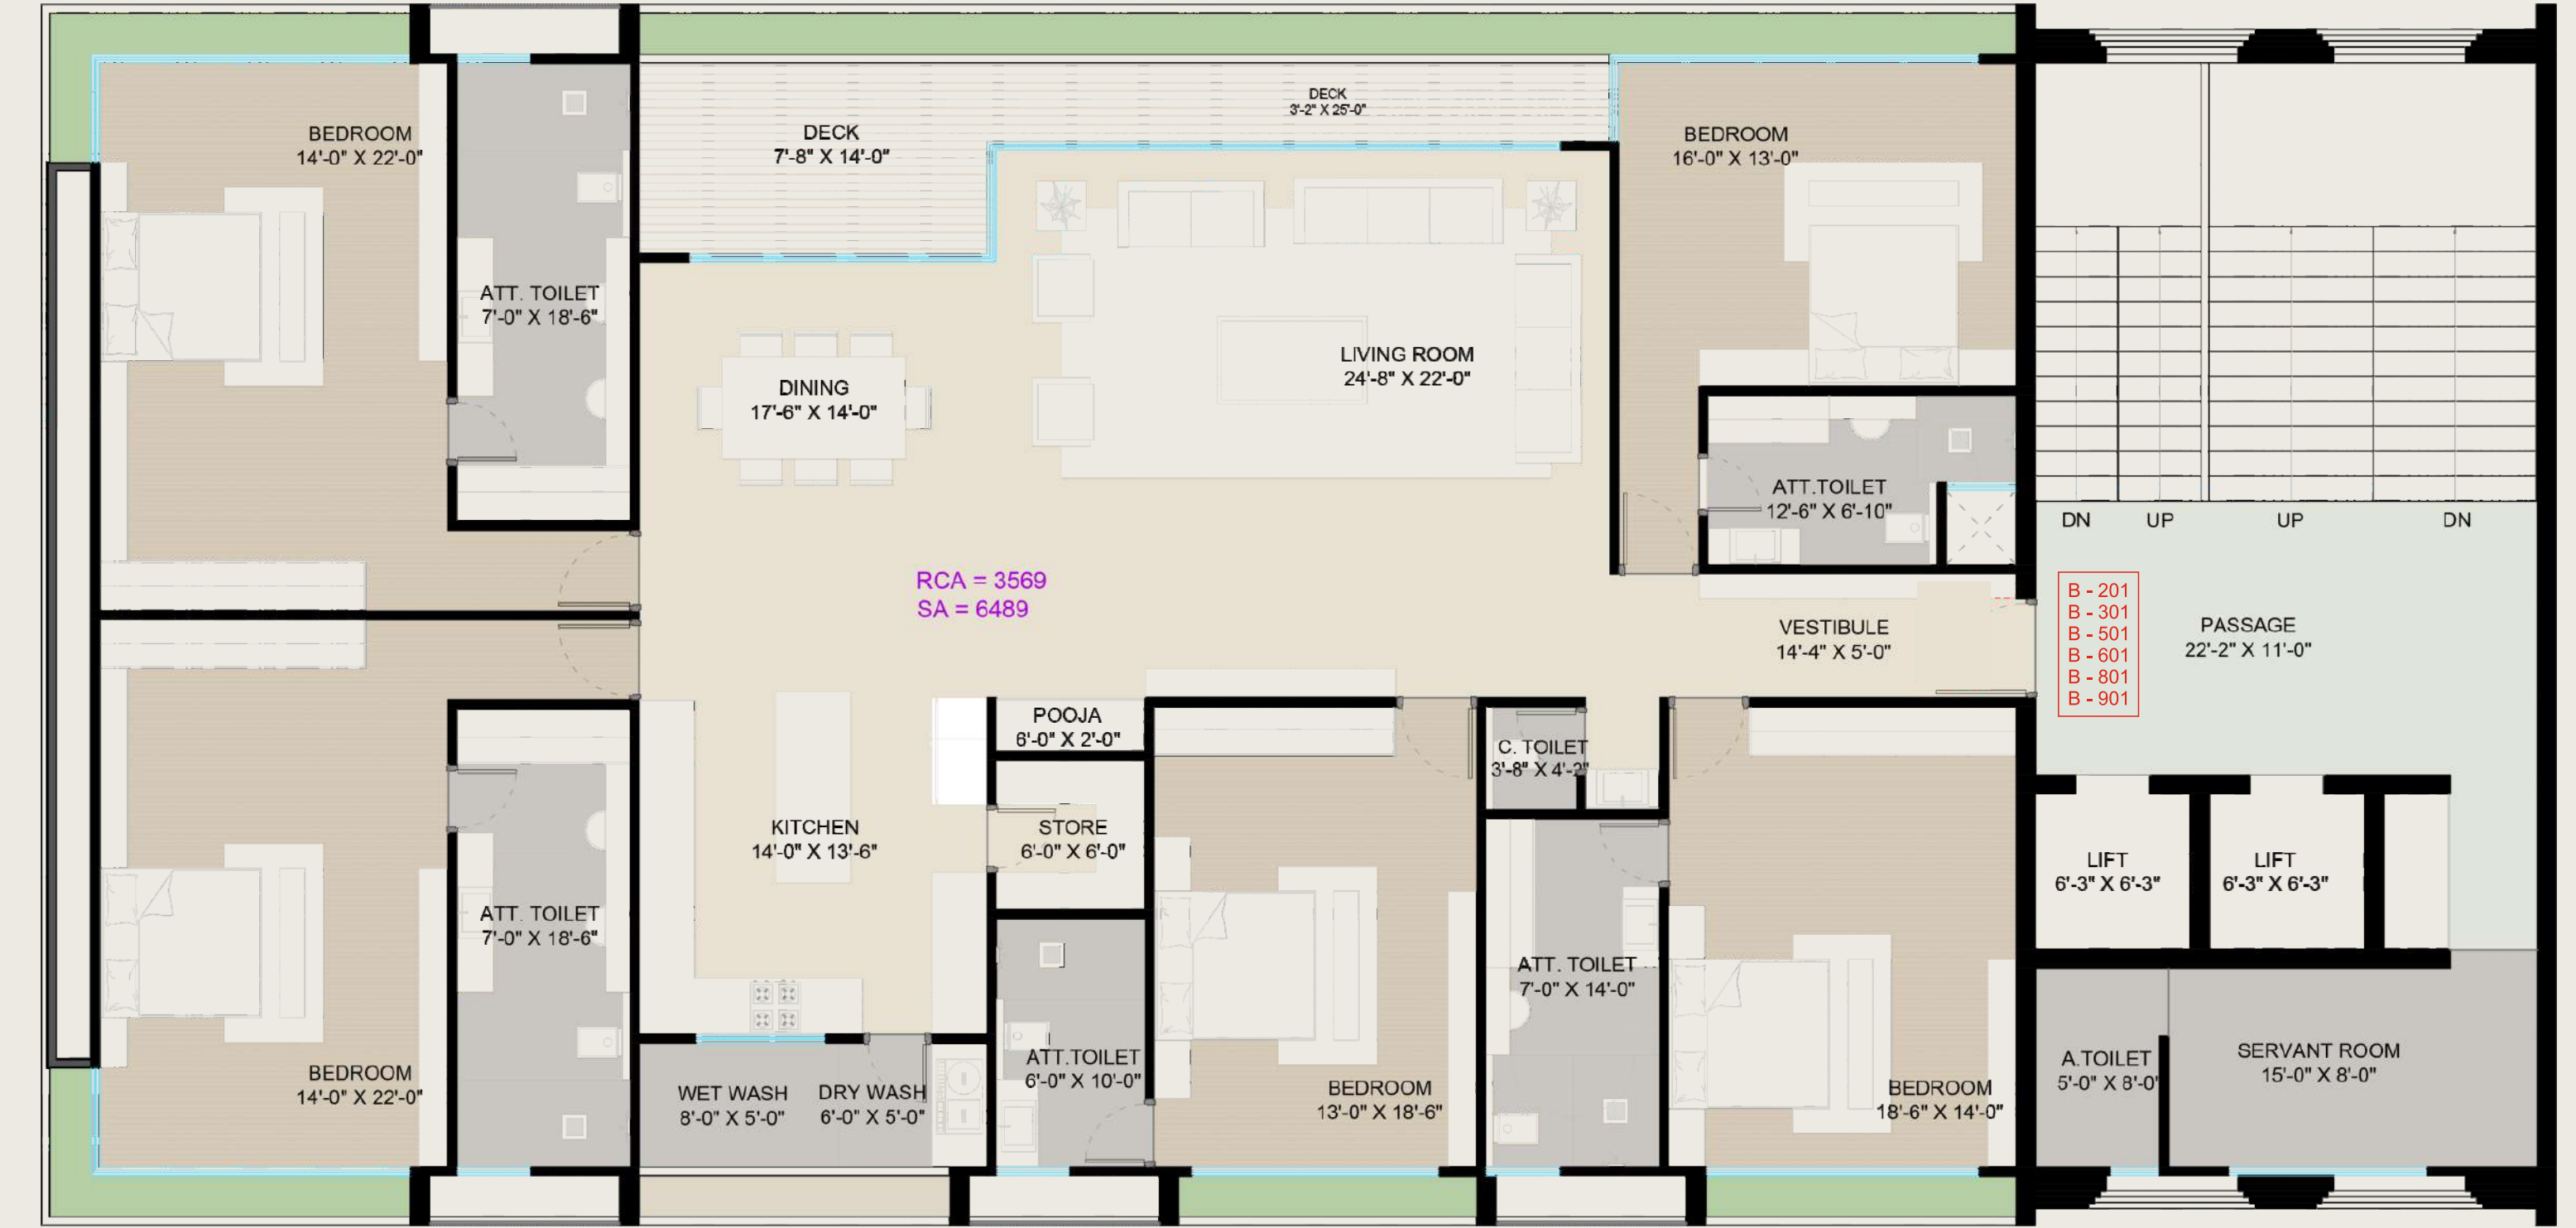 BEDROOM
14'-0" X 22'-0"
DECK
7'-8" X 14'-0"
DECK
3'-2" X 25'-0"
BEDROOM
16'-0" X 13'-0"
ATT. TOILET
7'-0" X 18'-6"
DINING
17'-6" X 14'-0"
LIVING ROOM
24'-8" X 22'-0"
ATT.TOILET
12'-6" X 6'-10"
DN UP UP DN
RCA = 3569
SA = 6489
VESTIBULE
14'-4" X 5'-0"
B - 201
B - 301
B - 501
B - 601
B - 801
B - 901
PASSAGE
22'-2" X 11'-0"
POOJA
6'-0" X 2'-0"
C. TOILET
3'-8" X 4'-2"
KITCHEN
14'-0" X 13'-6"
STORE
6'-0" X 6'-0"
LIFT
6'-3" X 6'-3"
LIFT
6'-3" X 6'-3"
ATT. TOILET
7'-0" X 18'-6"
ATT. TOILET
7'-0" X 14'-0"
BEDROOM
14'-0" X 22'-0"
WET WASH
8'-0" X 5'-0"
DRY WASH
6'-0" X 5'-0"
ATT.TOILET
6'-0" X 10'-0"
BEDROOM
13'-0" X 18'-6"
BEDROOM
18'-6" X 14'-0"
A.TOILET
5'-0" X 8'-0'
SERVANT ROOM
15'-0" X 8'-0"